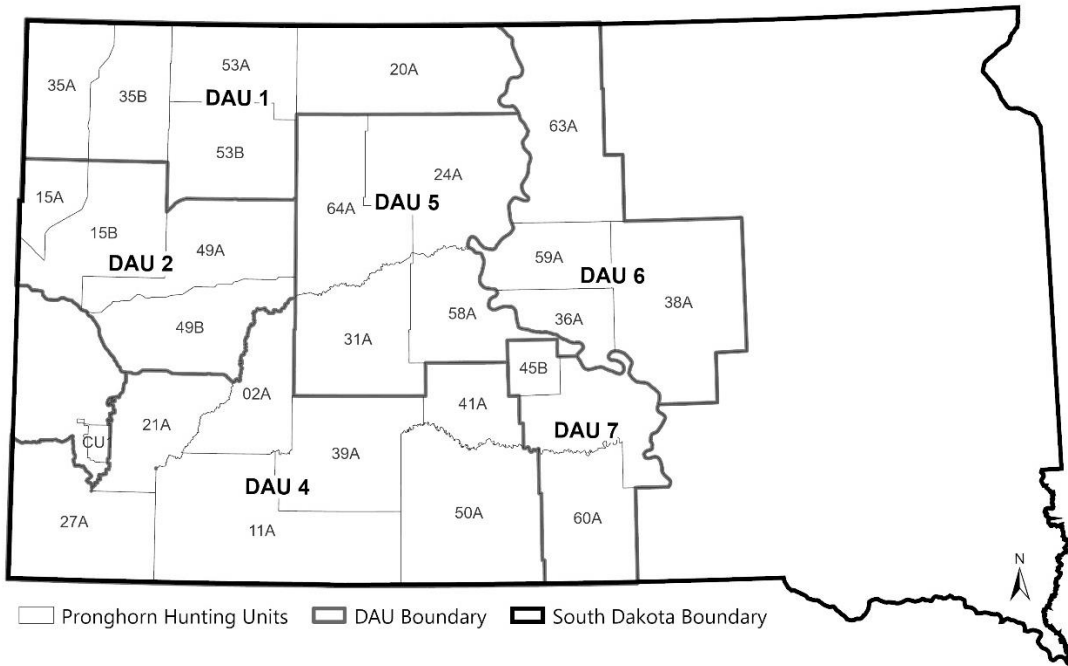 53A
20A
35A
35B
DAU 1
63A
53B
24A
15A
64A
DAU 5
15B
49A
59A
DAU 2
DAU 6
38A
58A
36A
49B
31A
45B
02A
41A
21A
DAU 7
CU
39A
DAU 4
50A
60A
27A
11A
N
Pronghorn Hunting Units
DAU Boundary
South Dakota Boundary